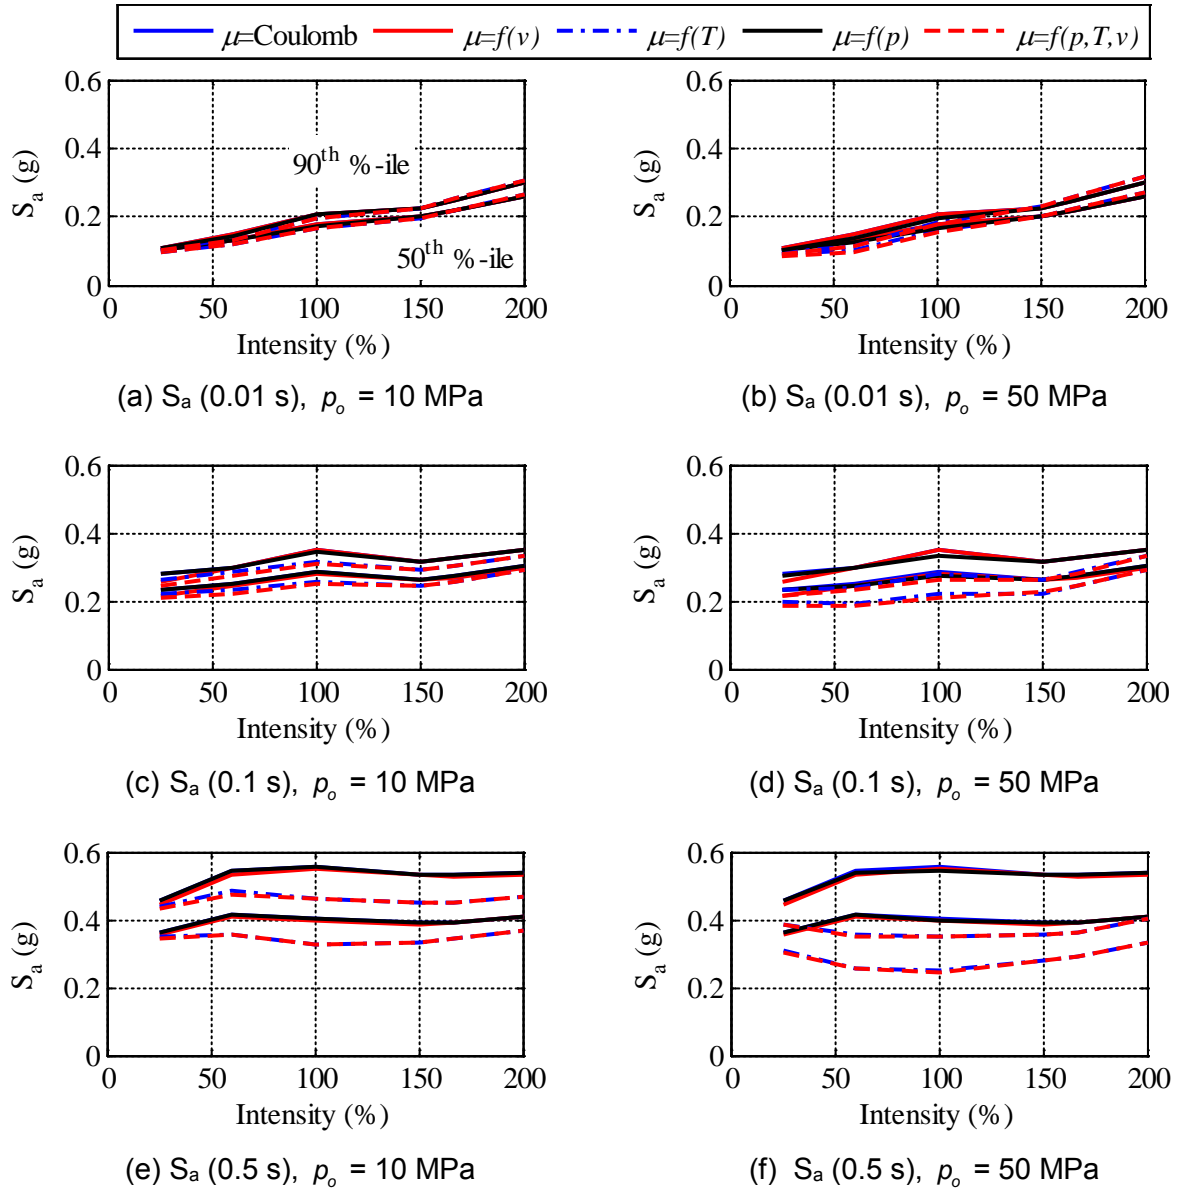 μ=Coulomb μ=f(v) μ=f(T) μ=f(p) μ=f(p,T,v)
0.6
0.4
0.2
0
Sa (g)
90th %-ile
50th %-ile
0 50 100 150 200
Intensity (%)
(a) Sa (0.01 s), po = 10 MPa
0.6
0.4
0.2
0
Sa (g)
0 50 100 150 200
Intensity (%)
(b) Sa (0.01 s), po = 50 MPa
0.6
0.4
0.2
0
Sa (g)
0 50 100 150 200
Intensity (%)
(c) Sa (0.1 s), po = 10 MPa
0.6
0.4
0.2
0
Sa (g)
0 50 100 150 200
Intensity (%)
(d) Sa (0.1 s), po = 50 MPa
0.6
0.4
0.2
0
Sa (g)
0 50 100 150 200
Intensity (%)
(e) Sa (0.5 s), po = 10 MPa
0.6
0.4
0.2
0
Sa (g)
0 50 100 150 200
Intensity (%)
(f) Sa (0.5 s), po = 50 MPa